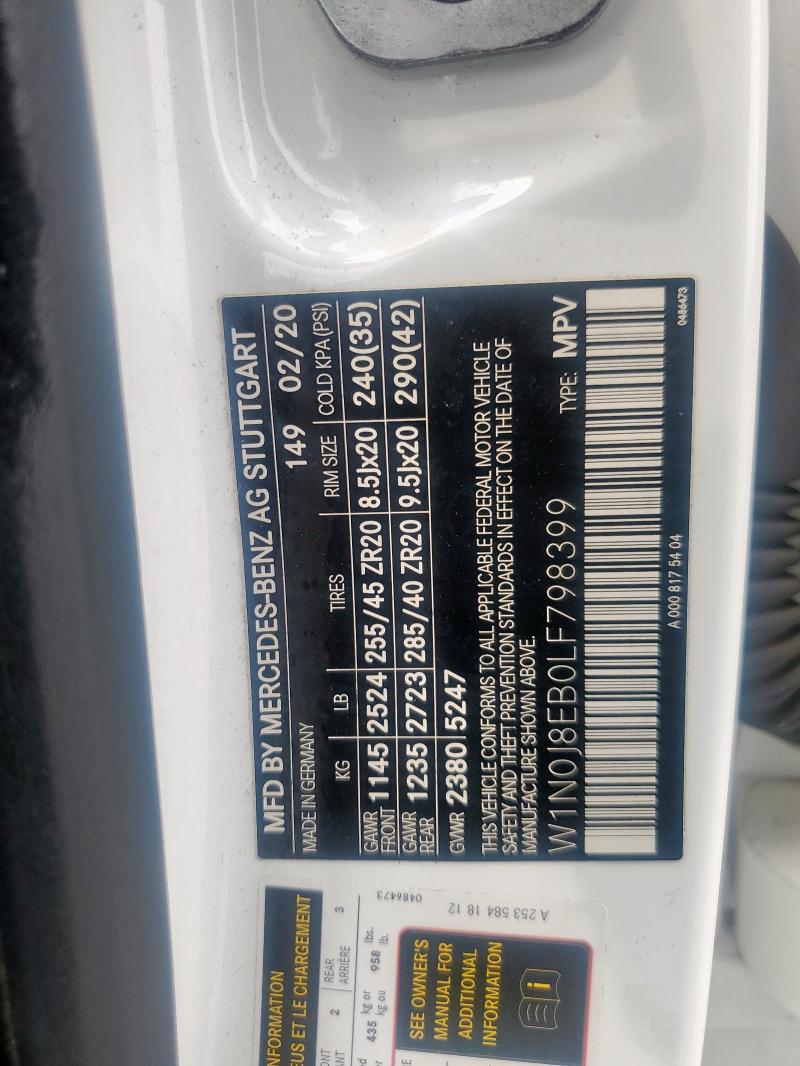 MFD BY MERCEDES-BENZ AG STUTTGART
MADE IN GERMANY 149 02/20
KG LB TIRES RIM SIZE COLD KPA (PSI)
GAWR FRONT 1145 2524 255/45 ZR20 8.5Jx20 240(35)
GAWR REAR 1235 2723 285/40 ZR20 9.5Jx20 290(42)
GVWR 2380 5247
THIS VEHICLE CONFORMS TO ALL APPLICABLE FEDERAL MOTOR VEHICLE
SAFETY AND THEFT PREVENTION STANDARDS IN EFFECT ON THE DATE OF
MANUFACTURE SHOWN ABOVE.
W1N0J8EB0LF798399 TYPE: MPV
A 000 817 54 04
0486473
US ET LE CHARGEMENT
2 REAR ARRIÈRE 3
435 kg or kg ou 958 lbs. lb.
0486473
SEE OWNER'S
MANUAL FOR
ADDITIONAL
INFORMATION
A 253 584 18 12